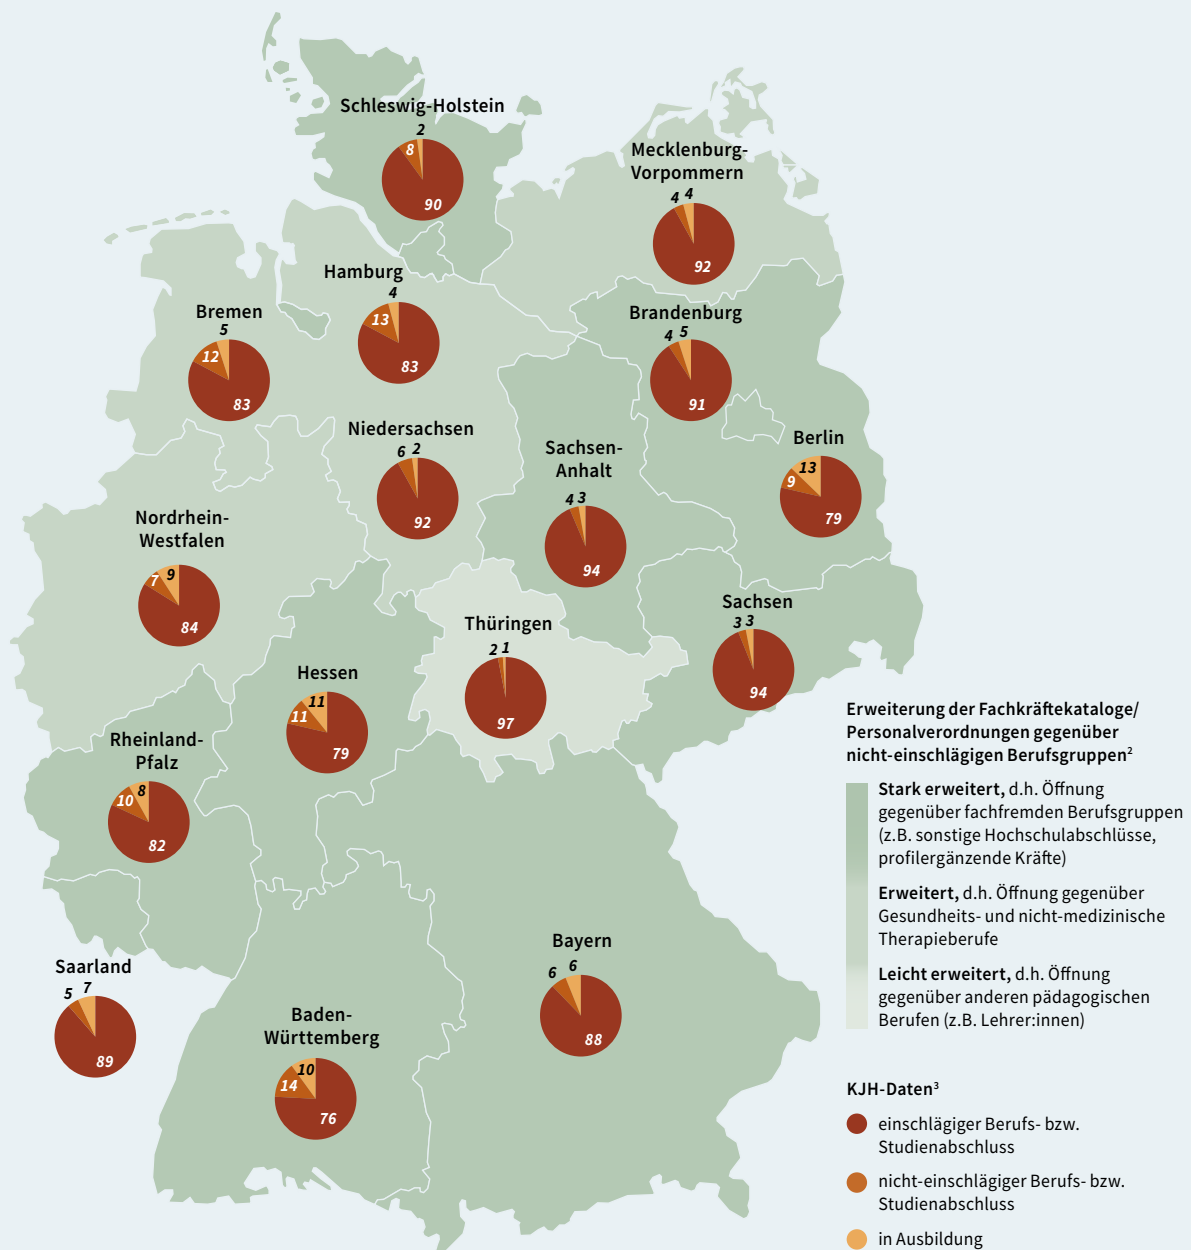 Schleswig-Holstein
2
8
90
Mecklenburg-
Vorpommern
4 4
92
Hamburg
4
13
83
Bremen
5
12
83
Brandenburg
4 5
91
Niedersachsen
6 2
92
Sachsen-
Anhalt
4 3
94
Berlin
13
9
79
Nordrhein-
Westfalen
9
7
84
Thüringen
2 1
97
Sachsen
3 3
94
Hessen
11
11
79
Rheinland-
Pfalz
8
10
82
Saarland
5 7
89
Baden-
Württemberg
10
14
76
Bayern
6 6
88
Erweiterung der Fachkräftekataloge/
Personalverordnungen gegenüber
nicht-einschlägigen Berufsgruppen²
Stark erweitert, d.h. Öffnung
gegenüber fachfremden Berufsgruppen
(z.B. sonstige Hochschulabschlüsse,
profilergänzende Kräfte)
Erweitert, d.h. Öffnung gegenüber
Gesundheits- und nicht-medizinische
Therapieberufe
Leicht erweitert, d.h. Öffnung
gegenüber anderen pädagogischen
Berufen (z.B. Lehrer:innen)
KJH-Daten³
einschlägiger Berufs- bzw.
Studienabschluss
nicht-einschlägiger Berufs- bzw.
Studienabschluss
in Ausbildung